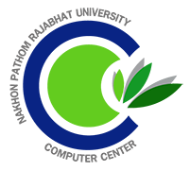 NAKHON PATHOM RAJABHAT UNIVERSITY
COMPUTER CENTER